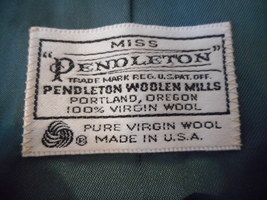 MISS
"PENDLETON"
TRADE MARK REG. U.S. PAT. OFF.
PENDLETON WOOLEN MILLS
PORTLAND, OREGON
100% VIRGIN WOOL
PURE VIRGIN WOOL
® MADE IN U.S.A.